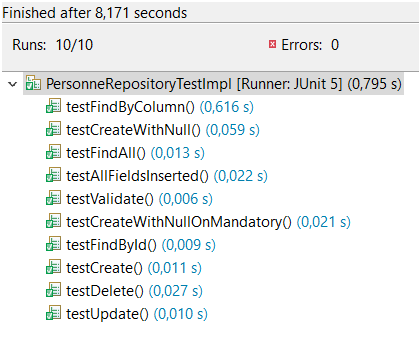 Finished after 8,171 seconds
Runs: 10/10 Errors: 0
PersonneRepositoryTestImpl [Runner: JUnit 5] (0,795 s)
testFindByColumn() (0,616 s)
testCreateWithNull() (0,059 s)
testFindAll() (0,013 s)
testAllFieldsInserted() (0,022 s)
testValidate() (0,006 s)
testCreateWithNullOnMandatory() (0,021 s)
testFindById() (0,009 s)
testCreate() (0,011 s)
testDelete() (0,027 s)
testUpdate() (0,010 s)